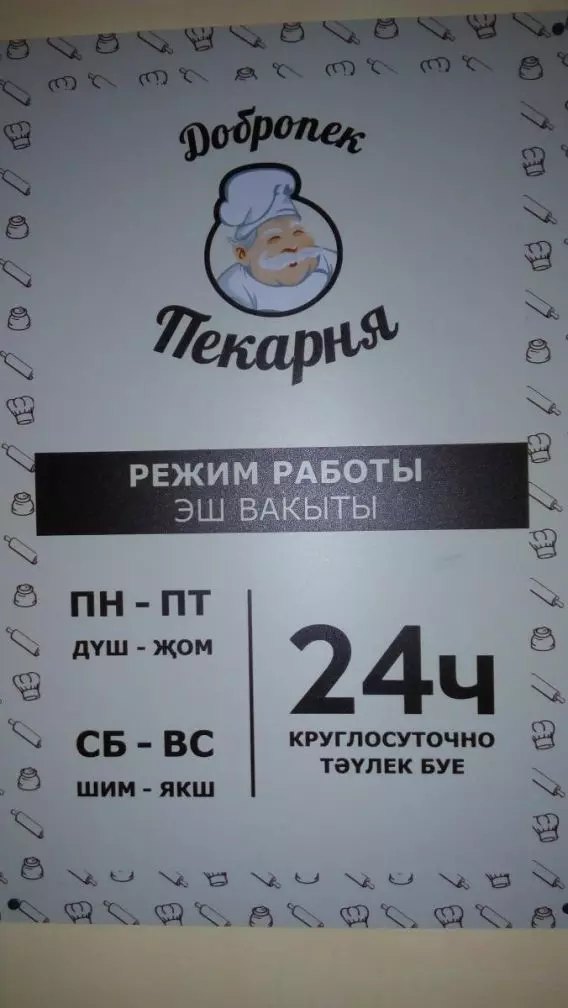 Добропек
Пекарня
РЕЖИМ РАБОТЫ
ЭШ ВАКЫТЫ
ПН - ПТ
ДҮШ - ҖОМ
СБ - ВС
ШИМ - ЯКШ
24ч
КРУГЛОСУТОЧНО
ТӘҮЛЕК БУЕ